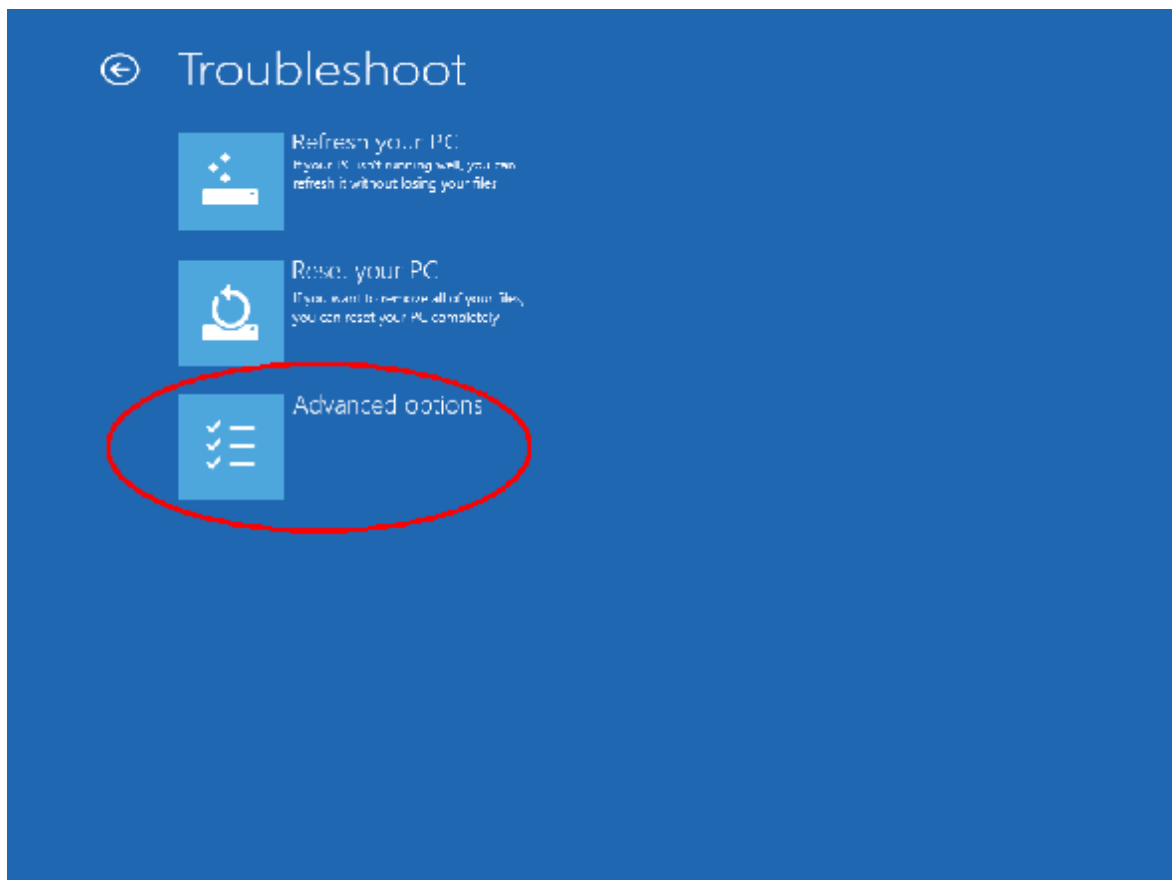 Troubleshoot
Refresh your PC
If your PC isn't running well, you can
refresh it without losing your files
Reset your PC
If you want to remove all of your files,
you can reset your PC completely
Advanced options